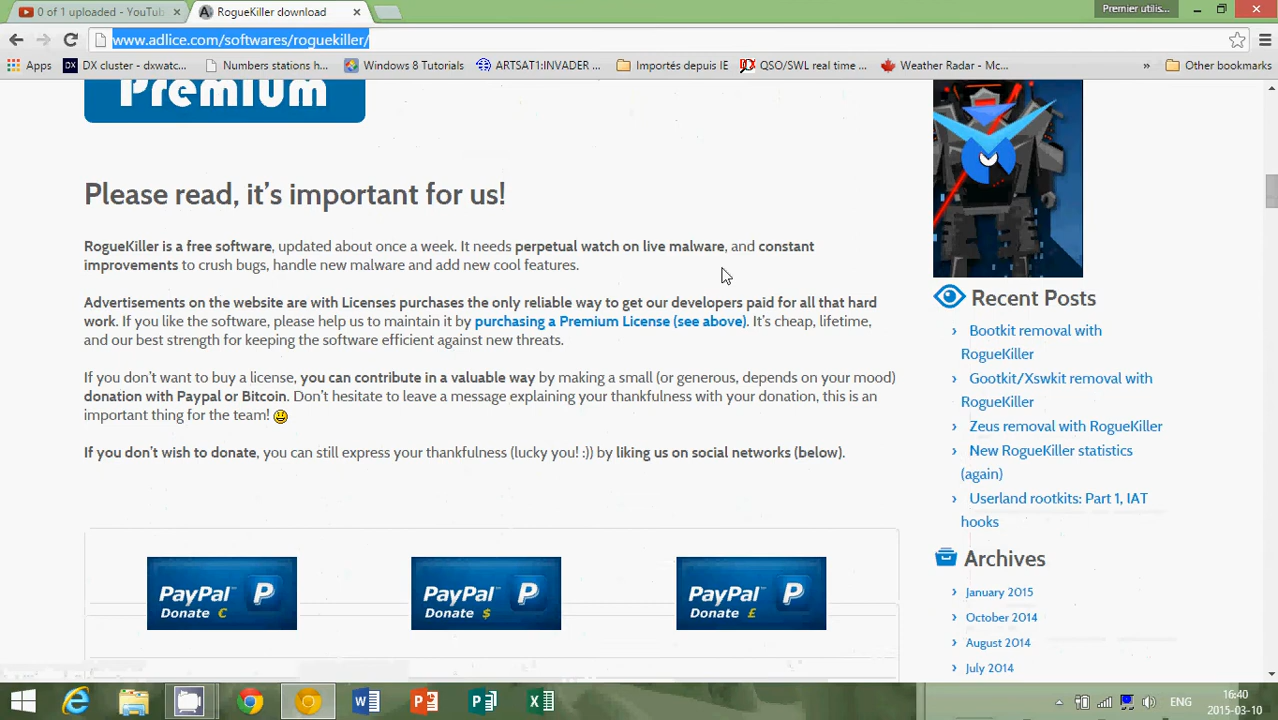 0 of 1 uploaded - YouTub
RogueKiller download
Premier utilis...
www.adlice.com/softwares/roguekiller/
Apps
DX cluster - dxwatc...
Numbers stations h...
Windows 8 Tutorials
ARTSAT1:INVADER ...
Importés depuis IE
QSO/SWL real time ...
Weather Radar - Mc...
»
Other bookmarks
Premium
Please read, it's important for us!
RogueKiller is a free software, updated about once a week. It needs perpetual watch on live malware, and constant
improvements to crush bugs, handle new malware and add new cool features.
Advertisements on the website are with Licenses purchases the only reliable way to get our developers paid for all that hard
work. If you like the software, please help us to maintain it by purchasing a Premium License (see above). It's cheap, lifetime,
and our best strength for keeping the software efficient against new threats.
If you don't want to buy a license, you can contribute in a valuable way by making a small (or generous, depends on your mood)
donation with Paypal or Bitcoin. Don't hesitate to leave a message explaining your thankfulness with your donation, this is an
important thing for the team!
If you don't wish to donate, you can still express your thankfulness (lucky you! :)) by liking us on social networks (below).
PayPal™ P
Donate €
PayPal™ P
Donate $
PayPal™ P
Donate £
Recent Posts
› Bootkit removal with
RogueKiller
› Gootkit/Xswkit removal with
RogueKiller
› Zeus removal with RogueKiller
› New RogueKiller statistics
(again)
› Userland rootkits: Part 1, IAT
hooks
Archives
› January 2015
› October 2014
› August 2014
› July 2014
ENG
16:40
2015-03-10